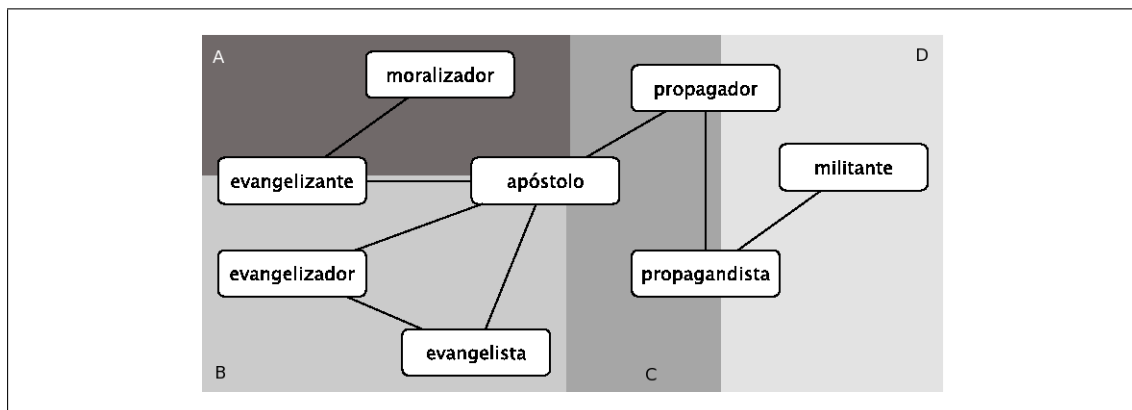 A
D
moralizador
propagador
evangelizante
apóstolo
militante
evangelizador
propagandista
evangelista
B
C